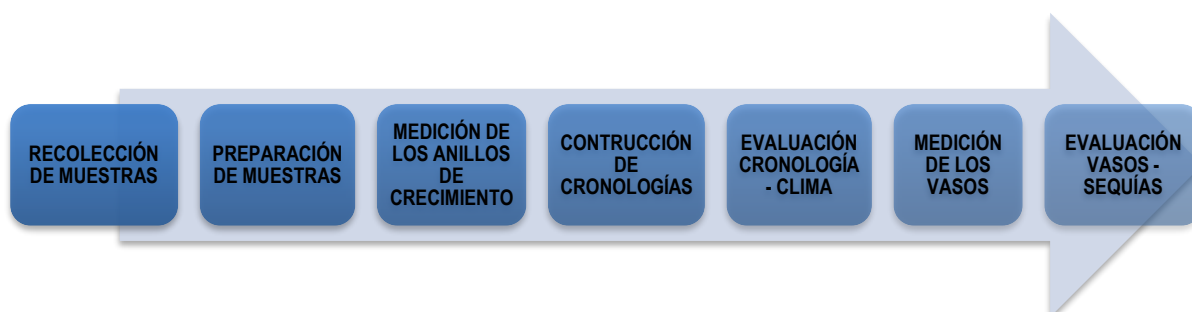 RECOLECCIÓN
DE MUESTRAS
PREPARACIÓN
DE MUESTRAS
MEDICIÓN DE
LOS ANILLOS
DE
CRECIMIENTO
CONTRUCCIÓN
DE
CRONOLOGÍAS
EVALUACIÓN
CRONOLOGÍA
- CLIMA
MEDICIÓN
DE LOS
VASOS
EVALUACIÓN
VASOS -
SEQUÍAS